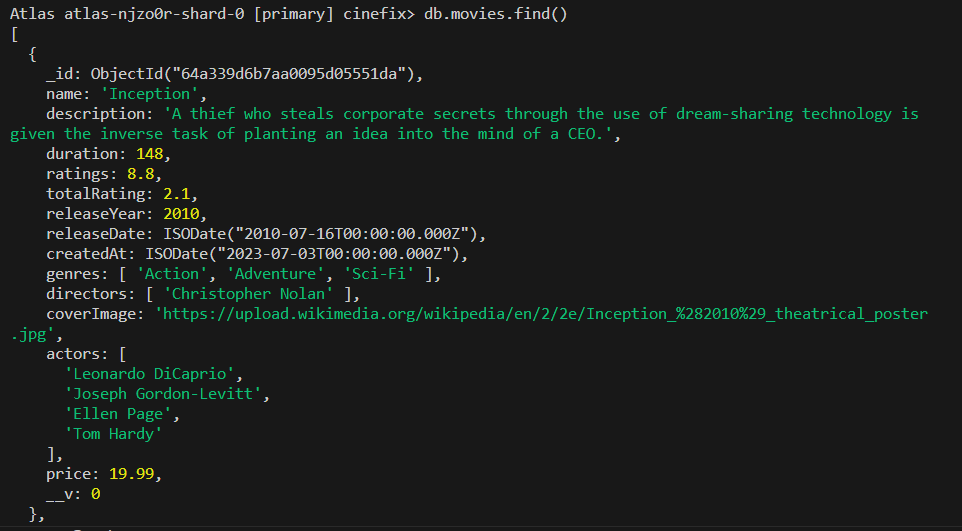 Atlas atlas-njzo0r-shard-0 [primary] cinefix> db.movies.find()
[
  {
    _id: ObjectId("64a339d6b7aa0095d05551da"),
    name: 'Inception',
    description: 'A thief who steals corporate secrets through the use of dream-sharing technology is
given the inverse task of planting an idea into the mind of a CEO.',
    duration: 148,
    ratings: 8.8,
    totalRating: 2.1,
    releaseYear: 2010,
    releaseDate: ISODate("2010-07-16T00:00:00.000Z"),
    createdAt: ISODate("2023-07-03T00:00:00.000Z"),
    genres: [ 'Action', 'Adventure', 'Sci-Fi' ],
    directors: [ 'Christopher Nolan' ],
    coverImage: 'https://upload.wikimedia.org/wikipedia/en/2/2e/Inception_%282010%29_theatrical_poster
.jpg',
    actors: [
      'Leonardo DiCaprio',
      'Joseph Gordon-Levitt',
      'Ellen Page',
      'Tom Hardy'
    ],
    price: 19.99,
    __v: 0
  },